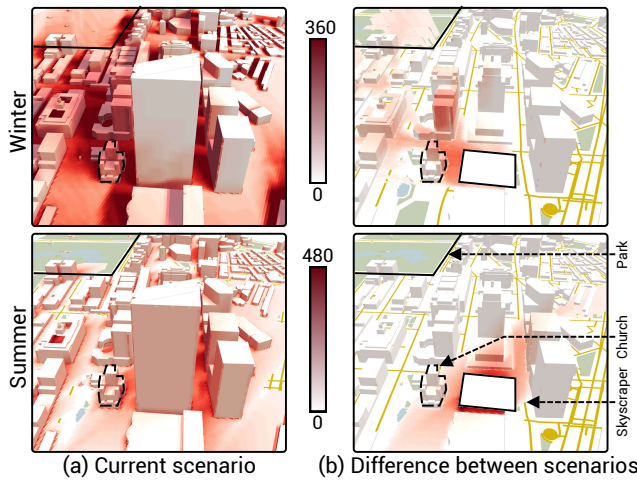 Winter
360
0
Summer
480
0
Park
Church
Skyscraper
(a) Current scenario
(b) Difference between scenarios